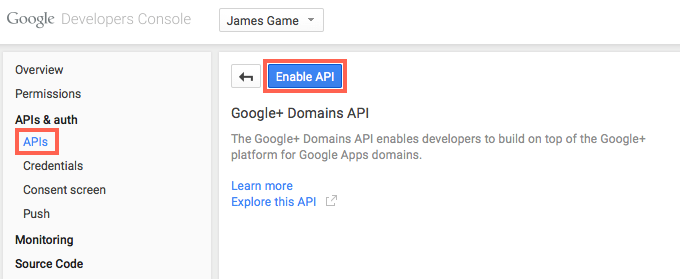 Google Developers Console
James Game
Overview
Permissions
APIs & auth
APIs
Credentials
Consent screen
Push
Monitoring
Source Code
Enable API
Google+ Domains API
The Google+ Domains API enables developers to build on top of the Google+
platform for Google Apps domains.
Learn more
Explore this API